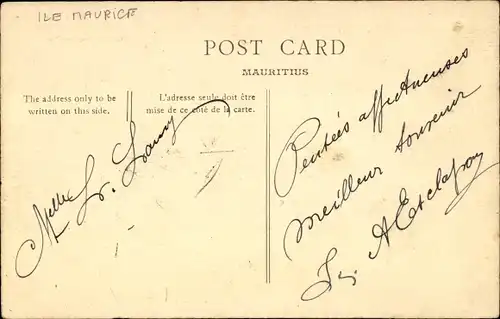 ILE MAURICE
POST CARD
MAURITIUS
The address only to be
written on this side.
L'adresse seule doit être
mise de ce côté de la carte.
Melle
Pensées affectueuses
meilleur souvenir